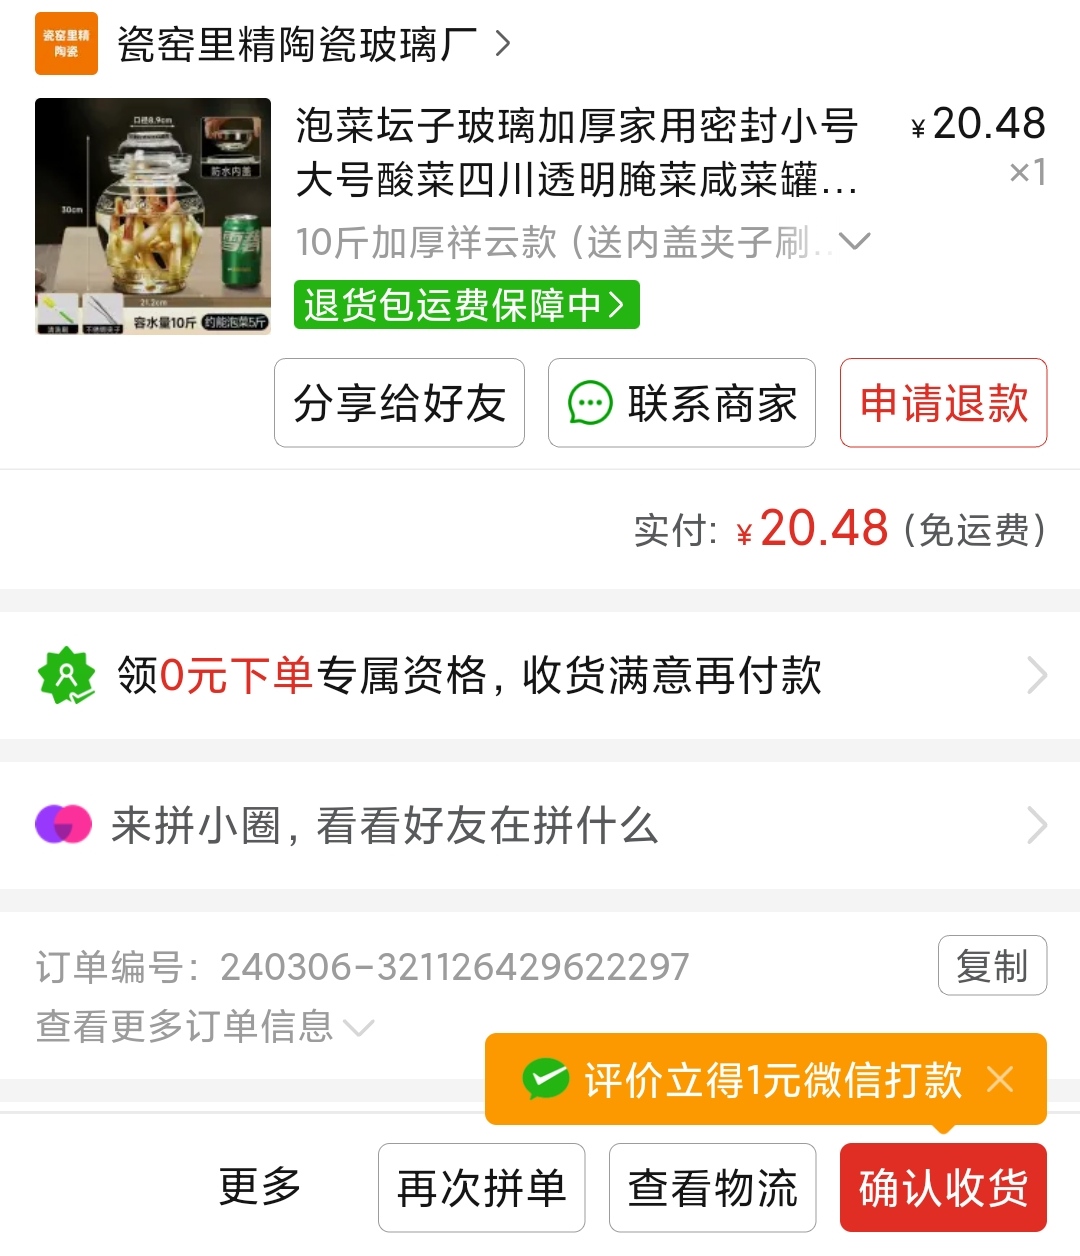 瓷窑里精
陶瓷
瓷窑里精陶瓷玻璃厂
口径8.9cm
防水内盖
30cm
21.2cm
容水量10斤 约能泡菜5斤
泡菜坛子玻璃加厚家用密封小号
大号酸菜四川透明腌菜咸菜罐...
¥20.48
×1
10斤加厚祥云款（送内盖夹子刷...
退货包运费保障中
分享给好友
联系商家
申请退款
实付: ¥20.48 (免运费)
领0元下单专属资格，收货满意再付款
来拼小圈，看看好友在拼什么
订单编号：240306-321126429622297
复制
查看更多订单信息
评价立得1元微信打款 ×
更多
再次拼单
查看物流
确认收货